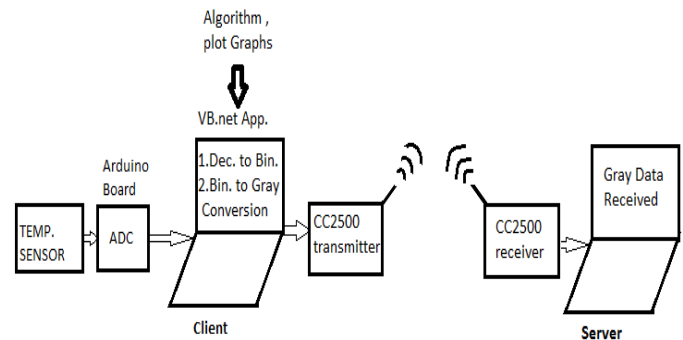 Algorithm ,
plot Graphs
VB.net App.
Arduino
Board
TEMP.
SENSOR
ADC
1.Dec. to Bin.
2.Bin. to Gray
Conversion
CC2500
transmitter
CC2500
receiver
Gray Data
Received
Client
Server